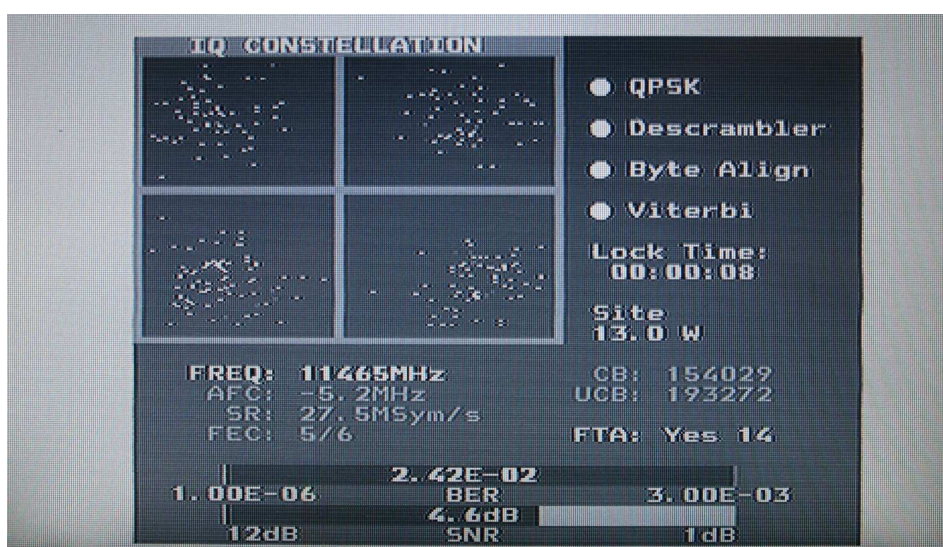 IQ CONSTELLATION
QPSK
Descrambler
Byte Align
Viterbi
Lock Time:
00:00:08
Site
13.0 W
FREQ: 11465MHz
AFC: -5.2MHz
SR: 27.5MSym/s
FEC: 5/6
CB: 154029
UCB: 193272
FTA: Yes 14
2.42E-02
1.00E-06 BER 3.00E-03
4.6dB
12dB SNR 1dB